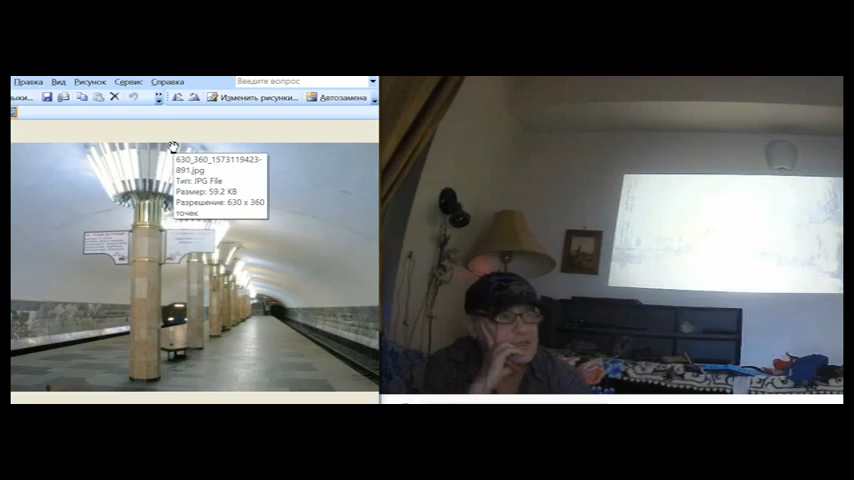 Правка Вид Рисунок Сервис Справка
Введите вопрос
Изменить рисунки...
Автозамена
630_360_1573119423-
891.jpg
Тип: JPG File
Размер: 59.2 KB
Разрешение: 630 x 360
точек